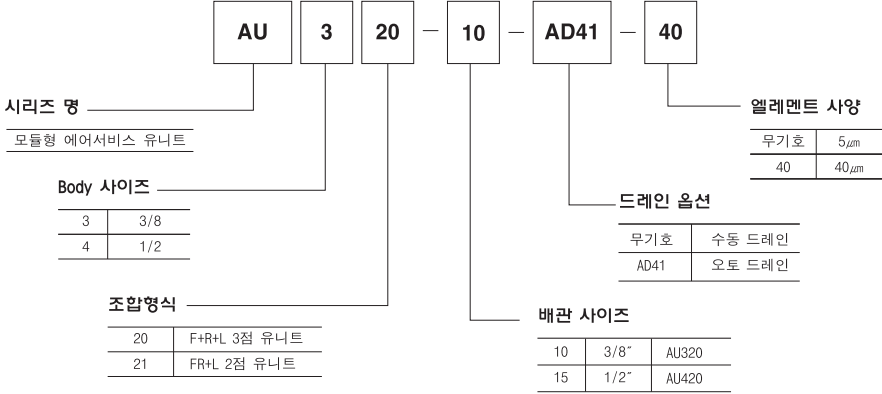 AU 3 20 - 10 - AD41 - 40
시리즈 명
모듈형 에어서비스 유니트
Body 사이즈
3 3/8
4 1/2
조합형식
20 F+R+L 3점 유니트
21 FR+L 2점 유니트
엘레멘트 사양
무기호 5㎛
40 40㎛
드레인 옵션
무기호 수동 드레인
AD41 오토 드레인
배관 사이즈
10 3/8″ AU320
15 1/2″ AU420